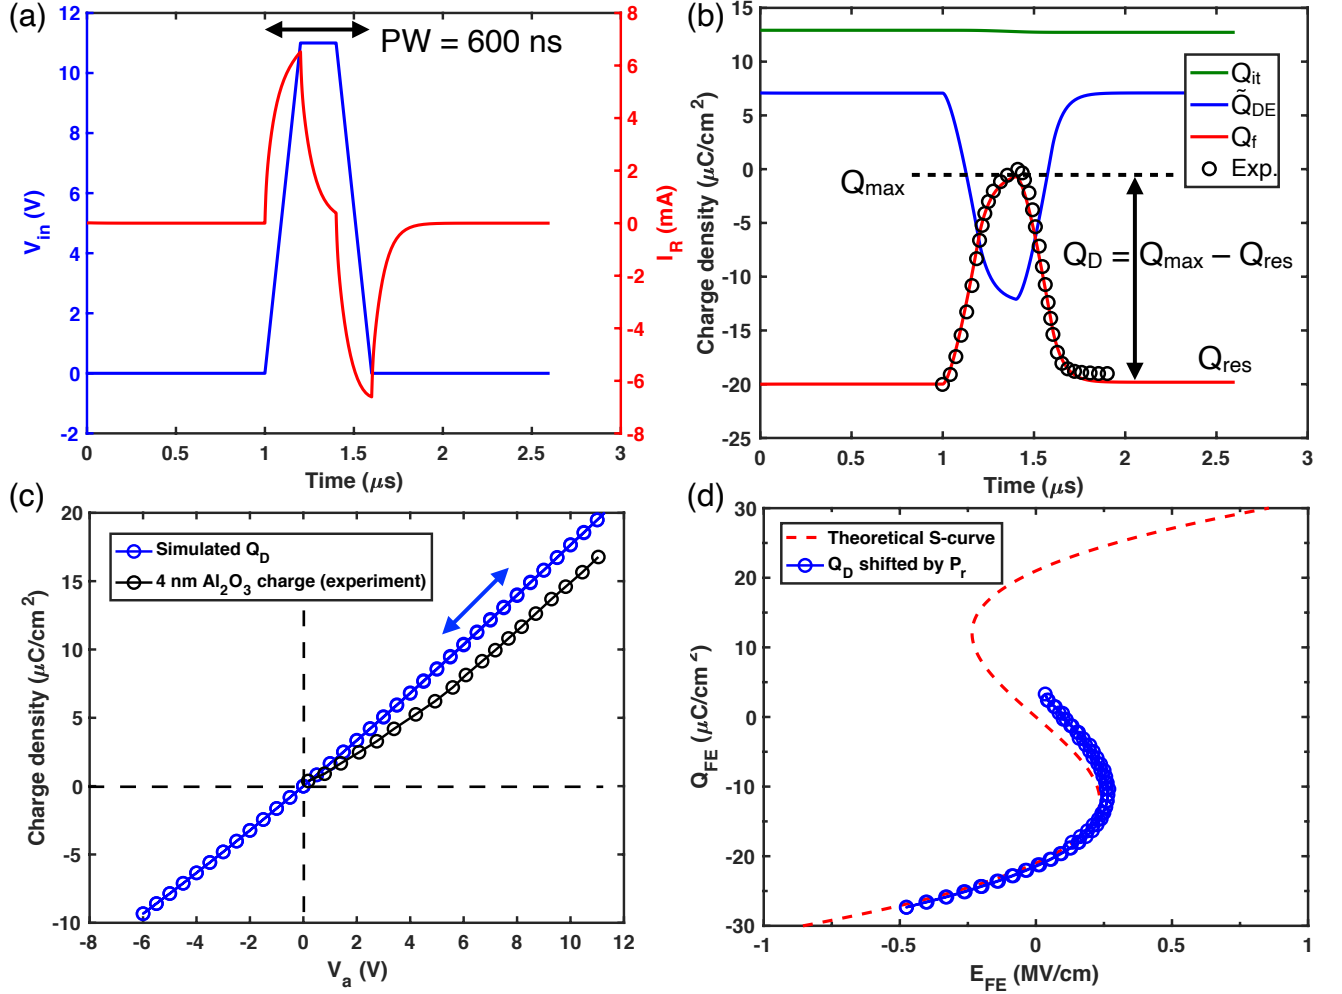 (a)
12
10
8
6
4
2
0
-2
V_in (V)
PW = 600 ns
8
6
4
2
0
-2
-4
-6
-8
I_R (mA)
0 0.5 1 1.5 2 2.5 3
Time (μs)
(b)
15
10
5
0
-5
-10
-15
-20
-25
Charge density (μC/cm²)
Q_it
Q̃_DE
Q_f
Exp.
Q_max
Q_D = Q_max − Q_res
Q_res
0 0.5 1 1.5 2 2.5 3
Time (μs)
(c)
20
15
10
5
0
-5
-10
Charge density (μC/cm²)
Simulated Q_D
4 nm Al₂O₃ charge (experiment)
-8 -6 -4 -2 0 2 4 6 8 10 12
V_a (V)
(d)
30
20
10
0
-10
-20
-30
Q_FE (μC/cm²)
Theoretical S-curve
Q_D shifted by P_r
-1 -0.5 0 0.5 1
E_FE (MV/cm)